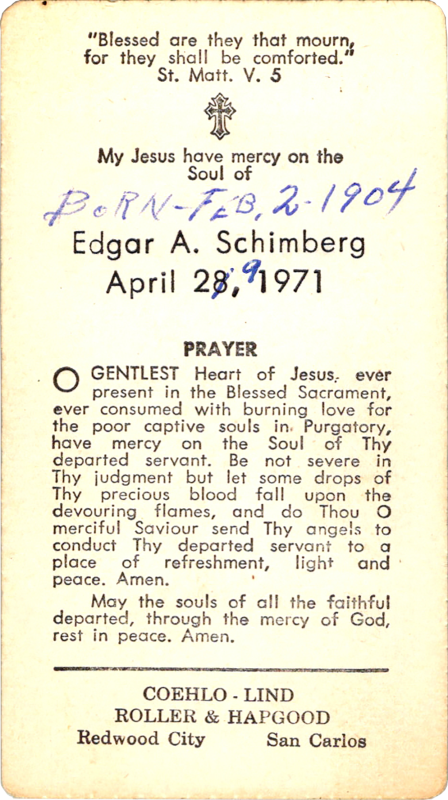 "Blessed are they that mourn,
for they shall be comforted."
St. Matt. V. 5
My Jesus have mercy on the
Soul of
BORN-FEB. 2-1904
Edgar A. Schimberg
April 28, 9 1971
PRAYER
O GENTLEST Heart of Jesus, ever
present in the Blessed Sacrament,
ever consumed with burning love for
the poor captive souls in Purgatory,
have mercy on the Soul of Thy
departed servant. Be not severe in
Thy judgment but let some drops of
Thy precious blood fall upon the
devouring flames, and do Thou O
merciful Saviour send Thy angels to
conduct Thy departed servant to a
place of refreshment, light and
peace. Amen.
May the souls of all the faithful
departed, through the mercy of God,
rest in peace. Amen.
COEHLO - LIND
ROLLER & HAPGOOD
Redwood City San Carlos